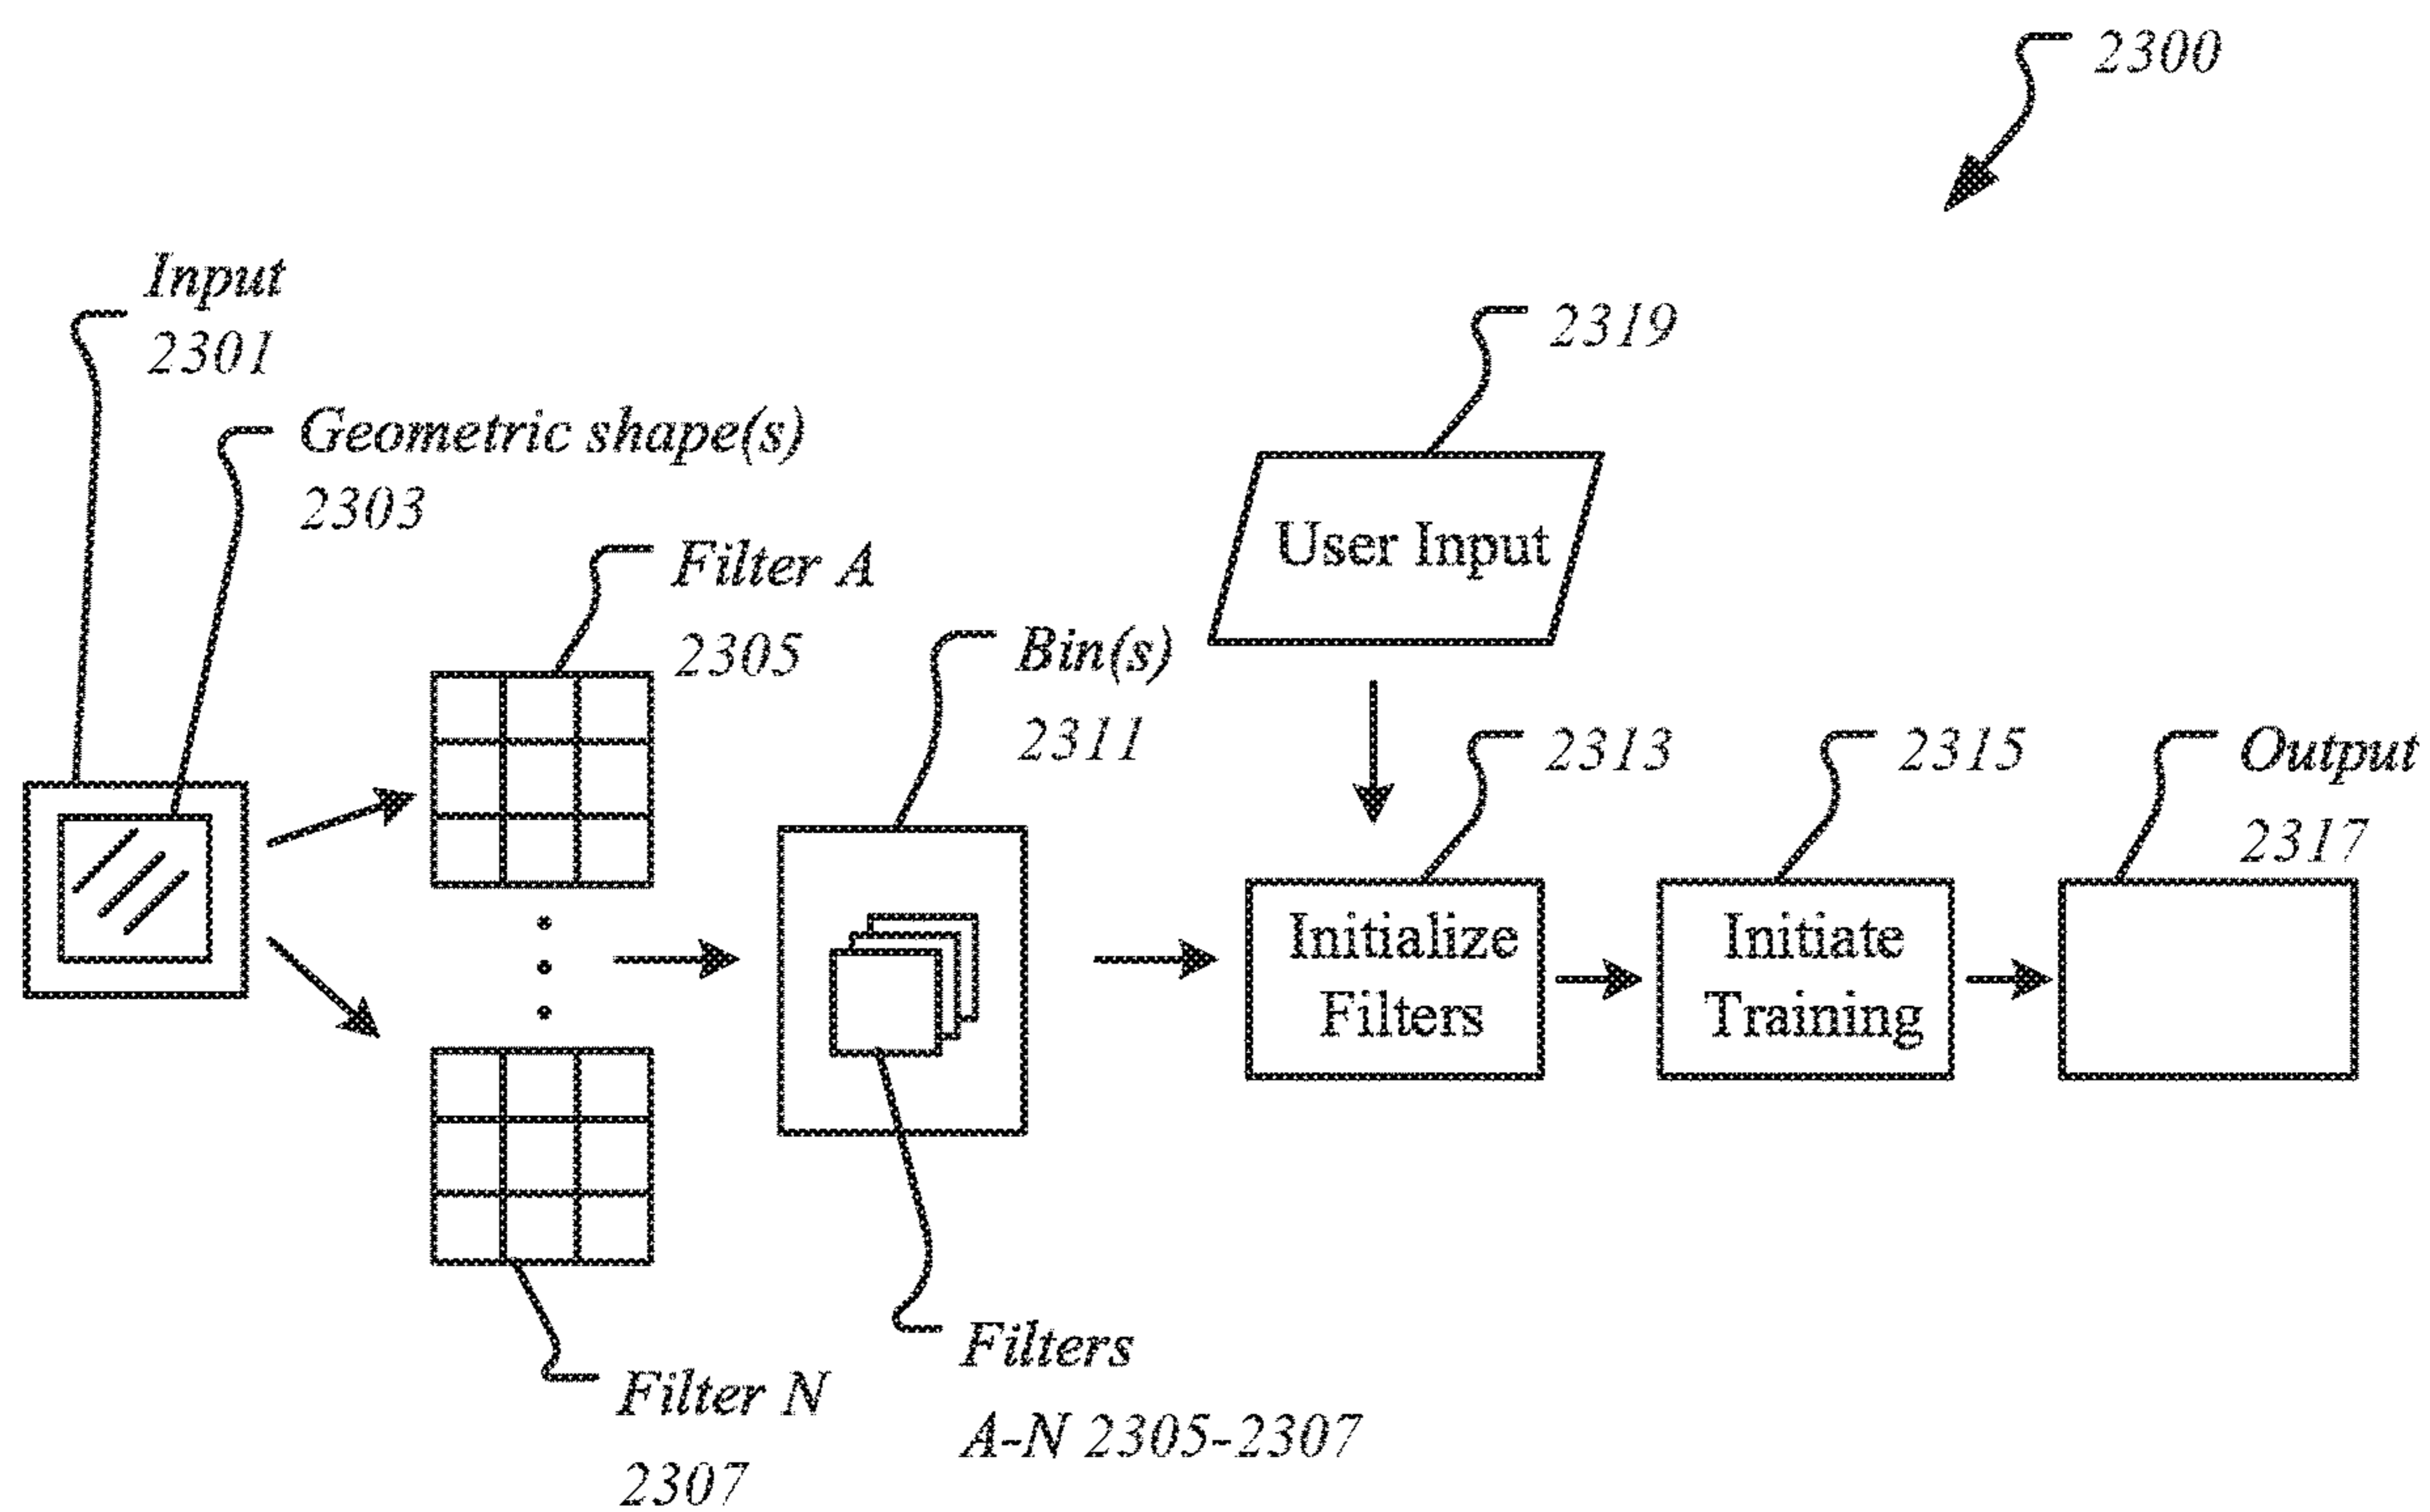 2300
Input
2301
2319
Geometric shape(s)
2303
User Input
Filter A
2305
Bin(s)
2311
2313
2315
Output
2317
Initialize
Filters
Initiate
Training
Filters
A-N 2305-2307
Filter N
2307